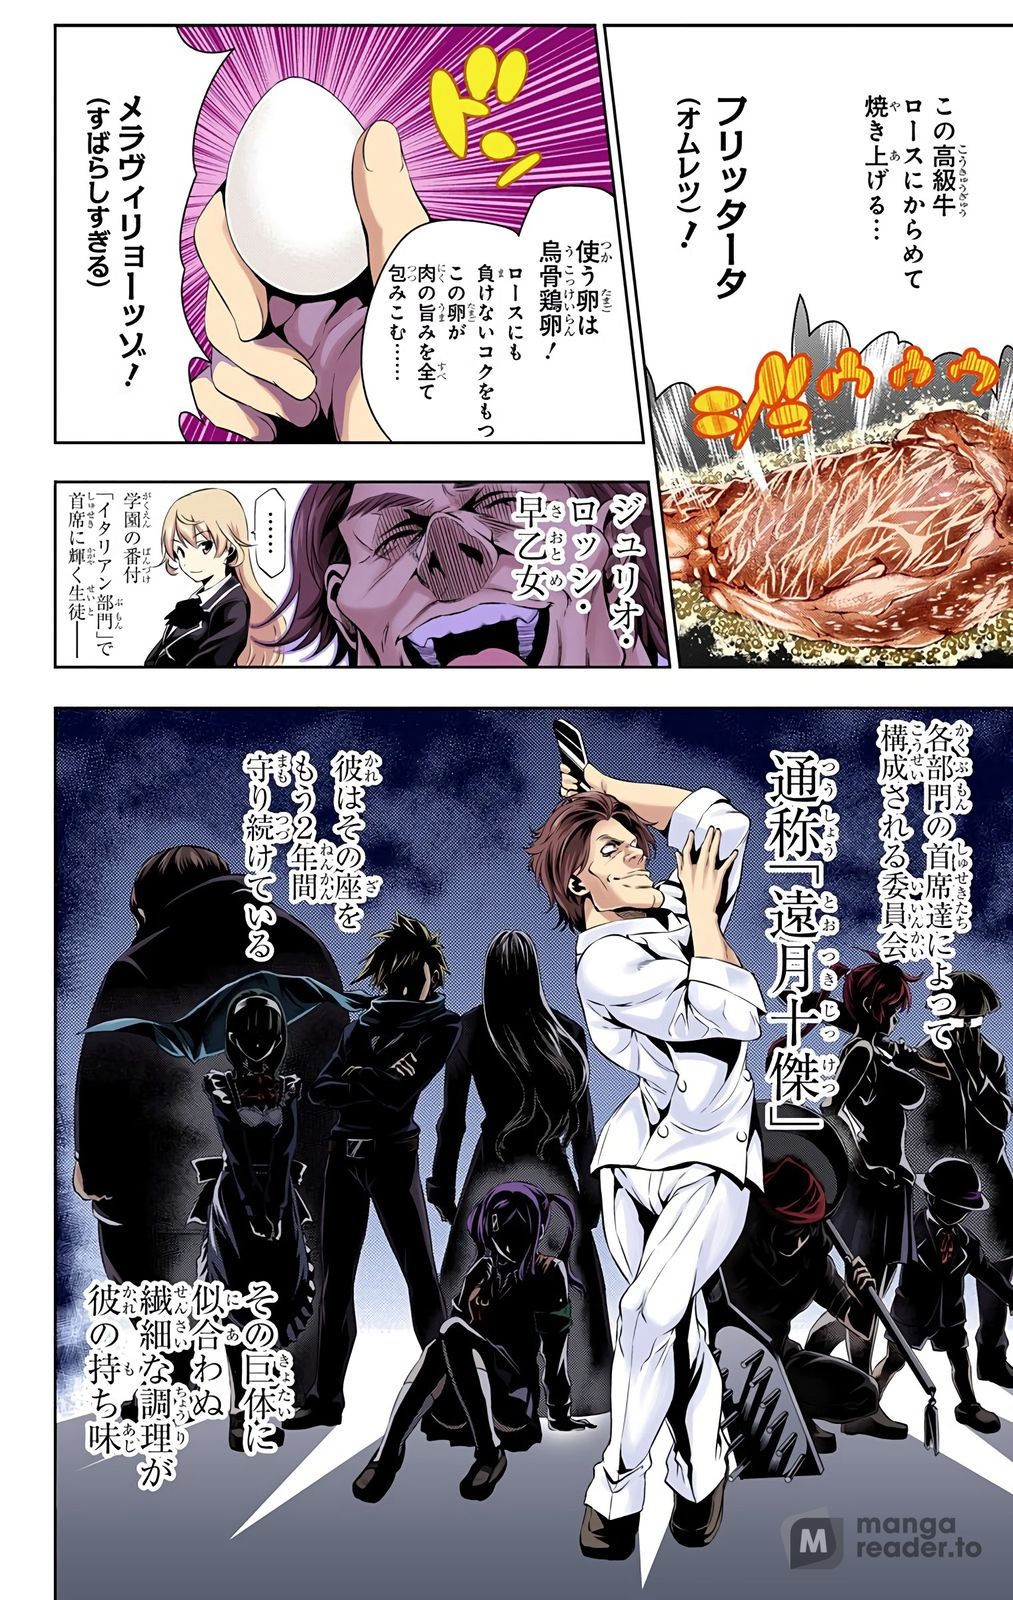 この高級牛
ロースにからめて
焼き上げる…
フリッタータ
(オムレツ)!
ジュゥゥゥ
ドン
使う卵は
烏骨鶏卵!
ロースにも
負けないコクをもつ
この卵が
肉の旨みを全て
包みこむ……
メラヴィリョーッゾ!
(すばらしすぎる)
ジュリオ・
ロッシ・
早乙女
……
学園の番付
「イタリアン部門」で
首席に輝く生徒──
各部門の首席達によって
構成される委員会
通称「遠月十傑」
彼はその座を
もう2年間
守り続けている
その巨体に
似合わぬ
繊細な調理が
彼の持ち味
manga
reader.to